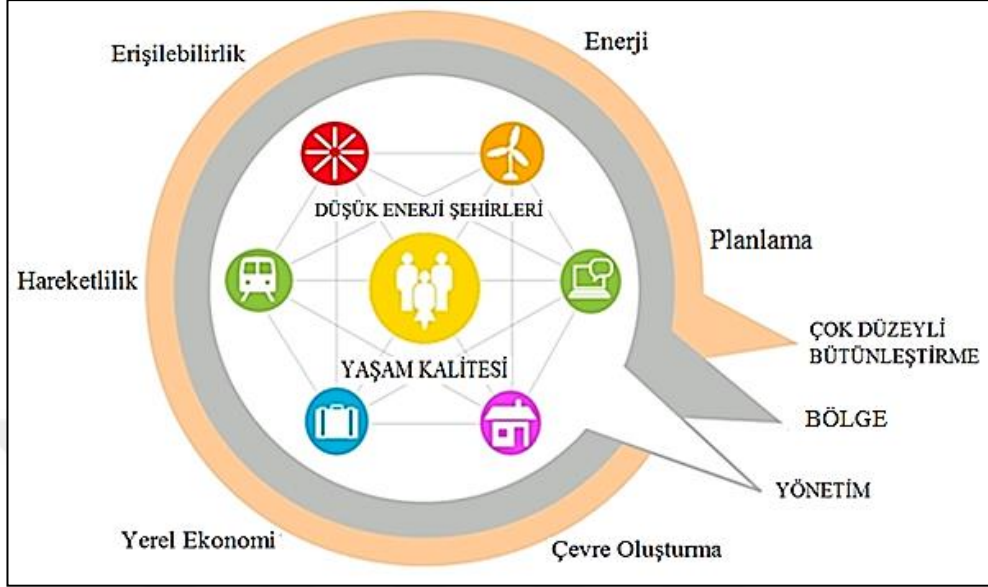 Erişilebilirlik
Enerji
DÜŞÜK ENERJİ ŞEHİRLERİ
Planlama
Hareketlilik
ÇOK DÜZEYLİ
BÜTÜNLEŞTİRME
YAŞAM KALİTESİ
BÖLGE
YÖNETİM
Yerel Ekonomi
Çevre Oluşturma